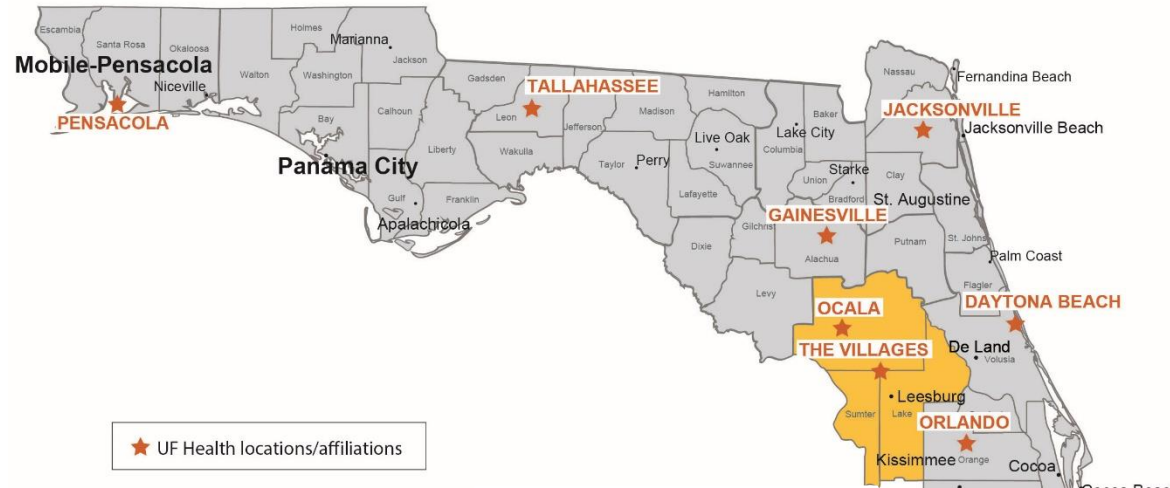 Escambia
Santa Rosa
Okaloosa
Holmes
Marianna
Jackson
Mobile-Pensacola
Niceville
Walton
Washington
PENSACOLA
Bay
Calhoun
Panama City
Gulf
Liberty
Franklin
Apalachicola
Gadsden
TALLAHASSEE
Leon
Jefferson
Wakulla
Madison
Taylor
Perry
Hamilton
Live Oak
Suwannee
Lafayette
Lake City
Columbia
Baker
Nassau
Fernandina Beach
JACKSONVILLE
Jacksonville Beach
Union
Starke
Bradford
Clay
St. Augustine
GAINESVILLE
Gilchrist
Alachua
Dixie
Putnam
St. Johns
Palm Coast
Levy
Flagler
OCALA
DAYTONA BEACH
THE VILLAGES
De Land
Volusia
Leesburg
Sumter
Lake
ORLANDO
Kissimmee
Orange
Cocoa
UF Health locations/affiliations